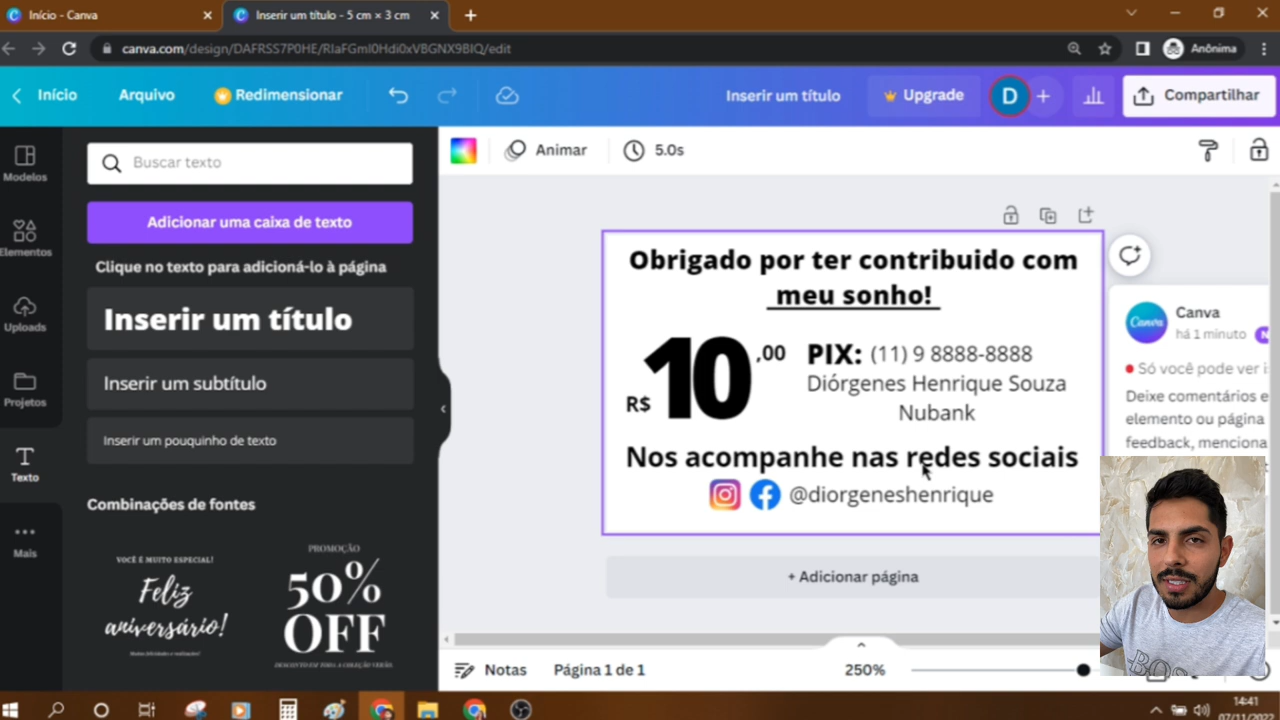 Início - Canva
Inserir um título - 5 cm × 3 cm
canva.com/design/DAFRSS7P0HE/RIaFGmI0Hdi0xVBGNX9BIQ/edit
Anônima
Início
Arquivo
Redimensionar
Inserir um título
Upgrade
D
Compartilhar
Modelos
Elementos
Uploads
Projetos
Texto
Mais
Buscar texto
Adicionar uma caixa de texto
Clique no texto para adicioná-lo à página
Inserir um título
Inserir um subtítulo
Inserir um pouquinho de texto
Combinações de fontes
VOCÊ É MUITO ESPECIAL!
Feliz
aniversário!
PROMOÇÃO
50%
OFF
Animar
5.0s
Obrigado por ter contribuido com
meu sonho!
R$ 10 ,00
PIX: (11) 9 8888-8888
Diórgenes Henrique Souza
Nubank
Nos acompanhe nas redes sociais
@diorgeneshenrique
+ Adicionar página
Canva
Canva
há 1 minuto
Só você pode ver i
Deixe comentários e
elemento ou página
feedback, menciona
Notas
Página 1 de 1
250%
BOS
14:41
07/11/2022